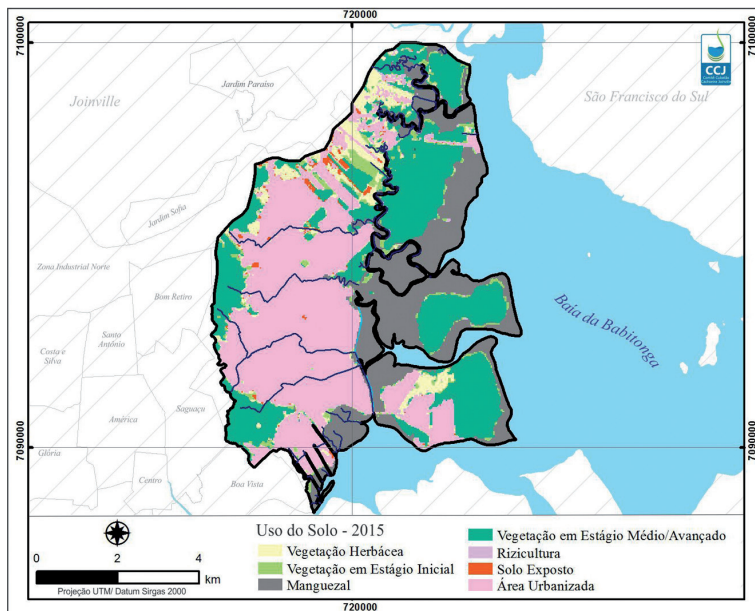 720000
7100000
7100000
CCJ
Joinville
Jardim Paraíso
São Francisco do Sul
Jardim Sofia
Zona Industrial Norte
Bom Retiro
Baía da Babitonga
Santo Antônio
Costa e Silva
Saguaçu
América
7090000
7090000
Glória
Centro
Boa Vista
Uso do Solo - 2015
Vegetação Herbácea
Vegetação em Estágio Inicial
Manguezal
Vegetação em Estágio Médio/Avançado
Rizicultura
Solo Exposto
Área Urbanizada
0 2 4
km
Projeção UTM/ Datum Sirgas 2000
720000